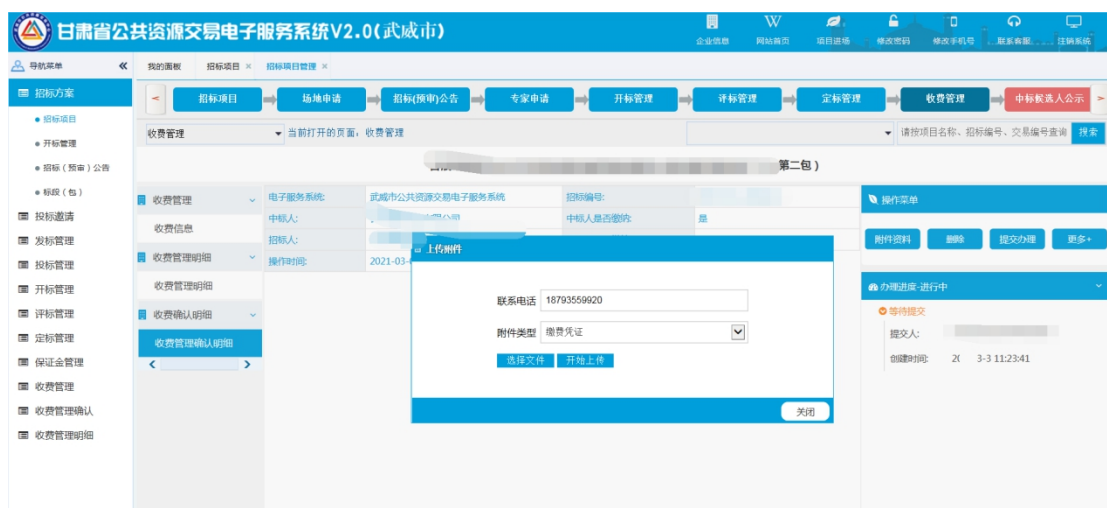 甘肃省公共资源交易电子服务系统V2.0(武威市)
企业信息 网站首页 项目进场 修改密码 修改手机号 联系客服 注销系统
导航菜单 «
我的面板 招标项目 × 招标项目管理 ×
招标方案
招标项目
开标管理
招标（预审）公告
标段（包）
投标邀请
发标管理
投标管理
开标管理
评标管理
定标管理
保证金管理
收费管理
收费管理确认
收费管理明细
< 招标项目 场地申请 招标(预审)公告 专家申请 开标管理 评标管理 定标管理 收费管理 中标候选人公示 >
收费管理 当前打开的页面，收费管理 请按项目名称、招标编号、交易编号查询 搜索
第二包）
收费管理
收费信息
收费管理明细
收费管理明细
收费确认明细
收费管理确认明细
电子服务系统: 武威市公共资源交易电子服务系统 招标编号:
中标人: 中标人是否缴纳: 是
招标人:
操作时间: 2021-03-
上传附件
联系电话 18793559920
附件类型 缴费凭证
选择文件 开始上传
关闭
操作菜单
附件资料 删除 提交办理 更多+
办理进度-进行中
等待提交
提交人:
创建时间: 2 3-3 11:23:41